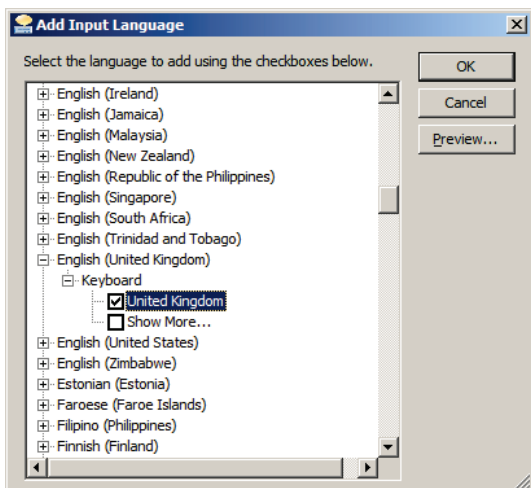 Add Input Language
Select the language to add using the checkboxes below.
OK
Cancel
Preview...
English (Ireland)
English (Jamaica)
English (Malaysia)
English (New Zealand)
English (Republic of the Philippines)
English (Singapore)
English (South Africa)
English (Trinidad and Tobago)
English (United Kingdom)
Keyboard
United Kingdom
Show More...
English (United States)
English (Zimbabwe)
Estonian (Estonia)
Faroese (Faroe Islands)
Filipino (Philippines)
Finnish (Finland)